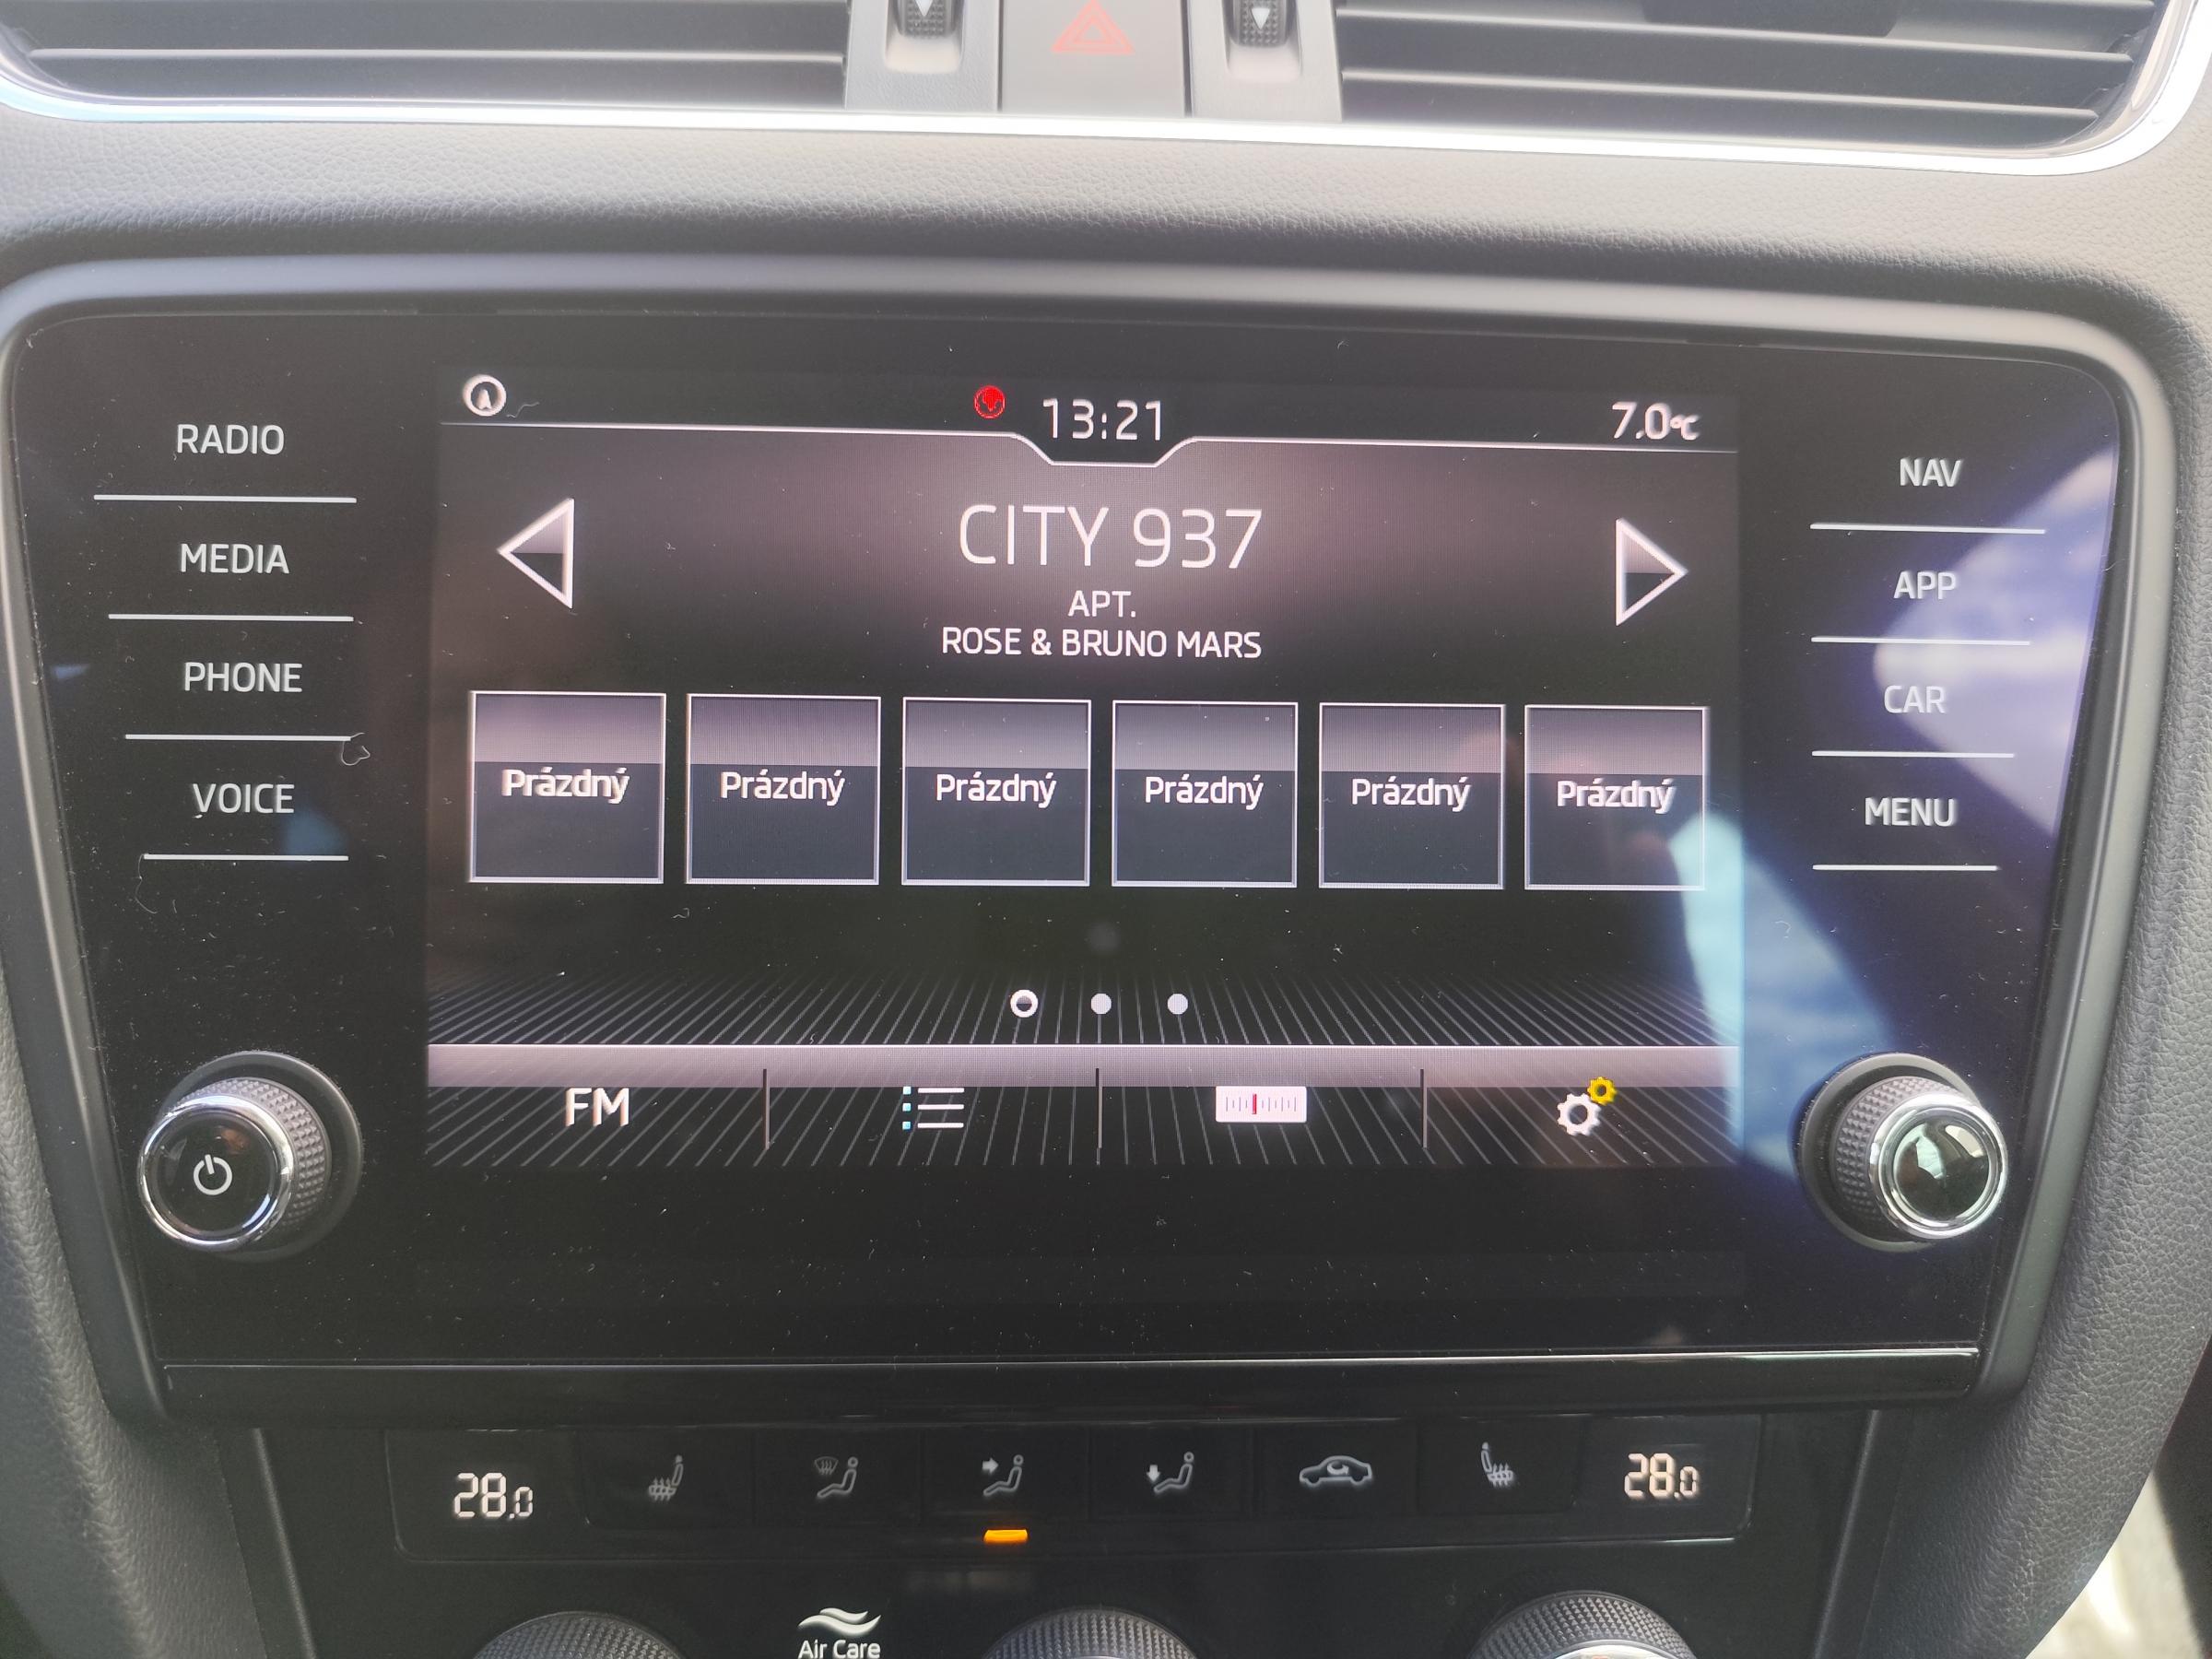 13:21
7.0°C
RADIO
MEDIA
PHONE
VOICE
CITY 937
APT.
ROSE & BRUNO MARS
Prázdný Prázdný Prázdný Prázdný Prázdný Prázdný
FM
NAV
APP
CAR
MENU
28.0
28.0
Air Care